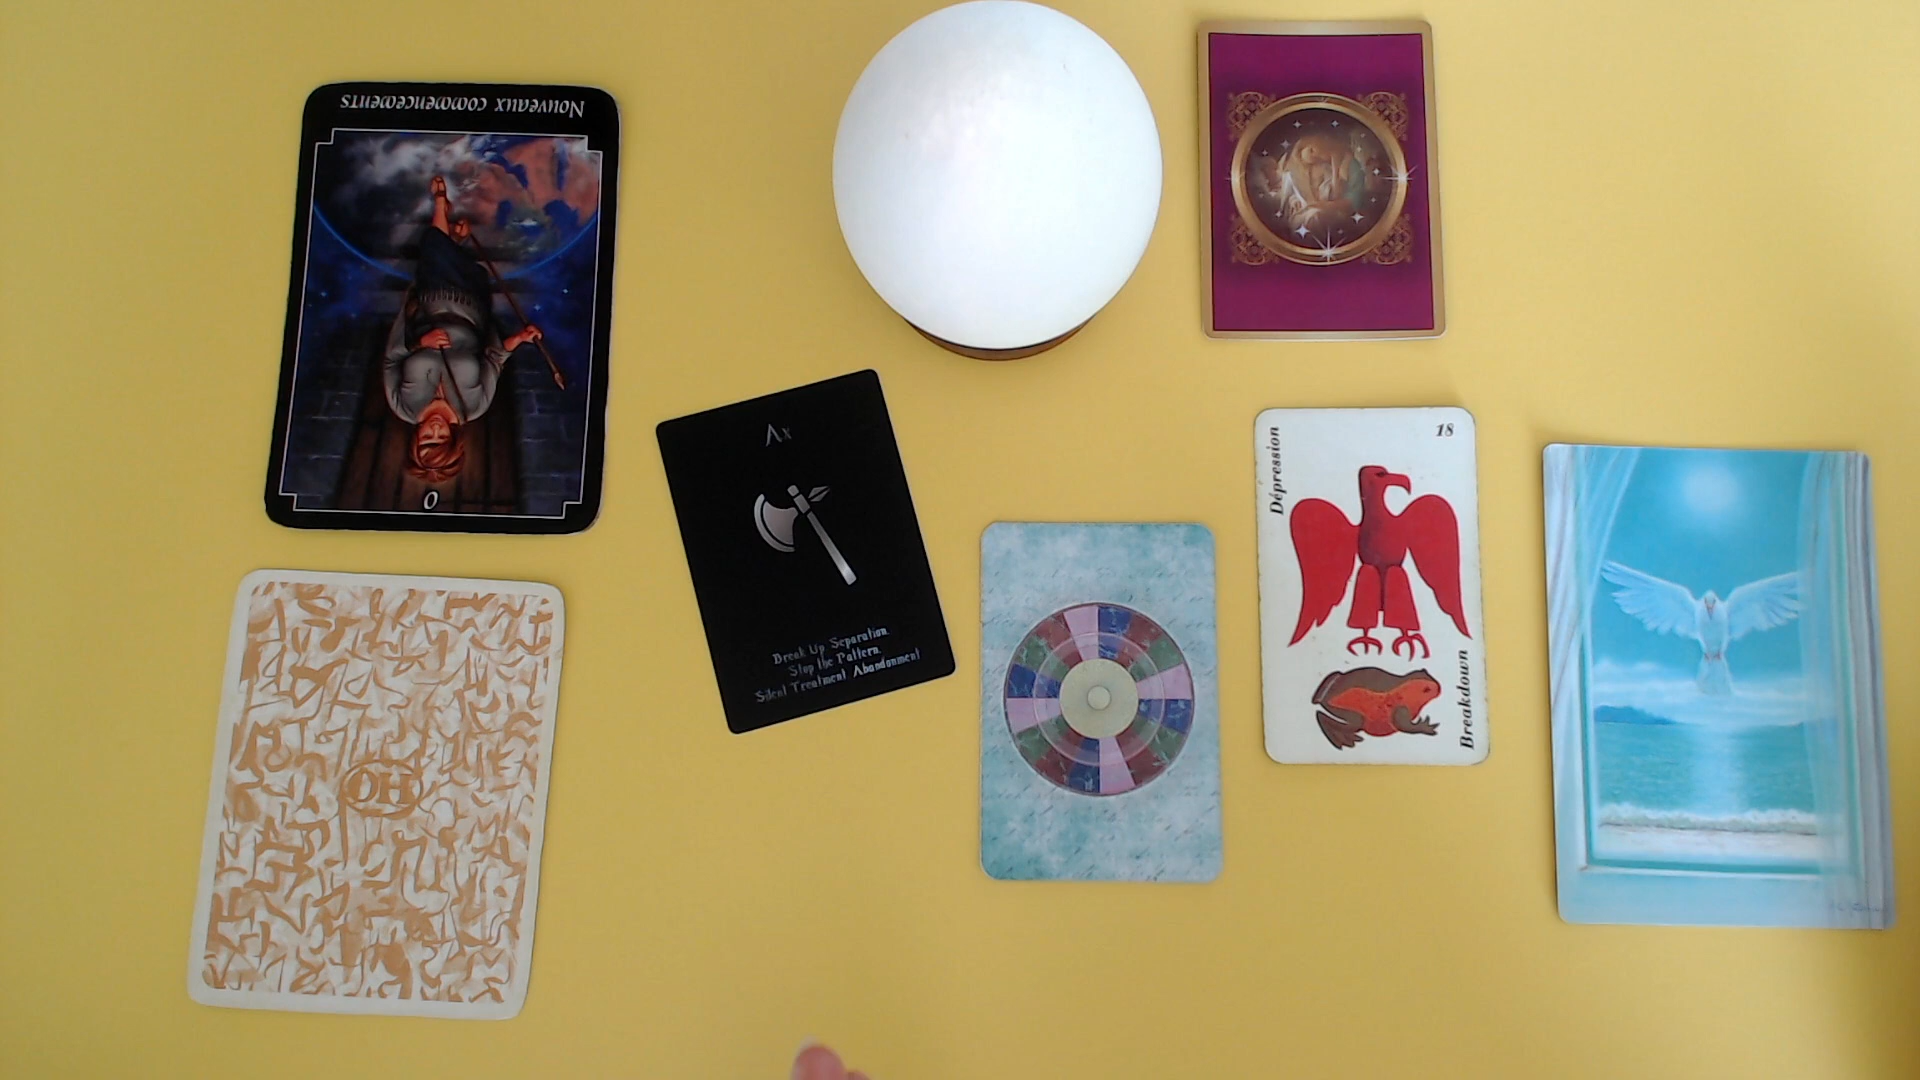 Nouveaux commencements
0
OH
Ax
Break Up Separation.
Stop the Pattern.
Silent Treatment Abandonment
18
Dépression
Breakdown